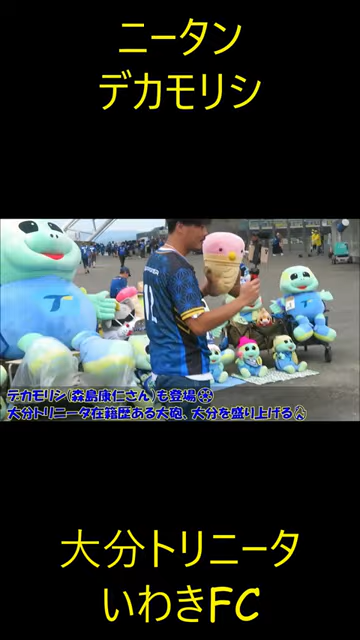 ニータン
デカモリシ
デカモリシ(森島康仁さん)も登場
大分トリニータ在籍歴ある大砲、大分を盛り上げる
大分トリニータ
いわきFC